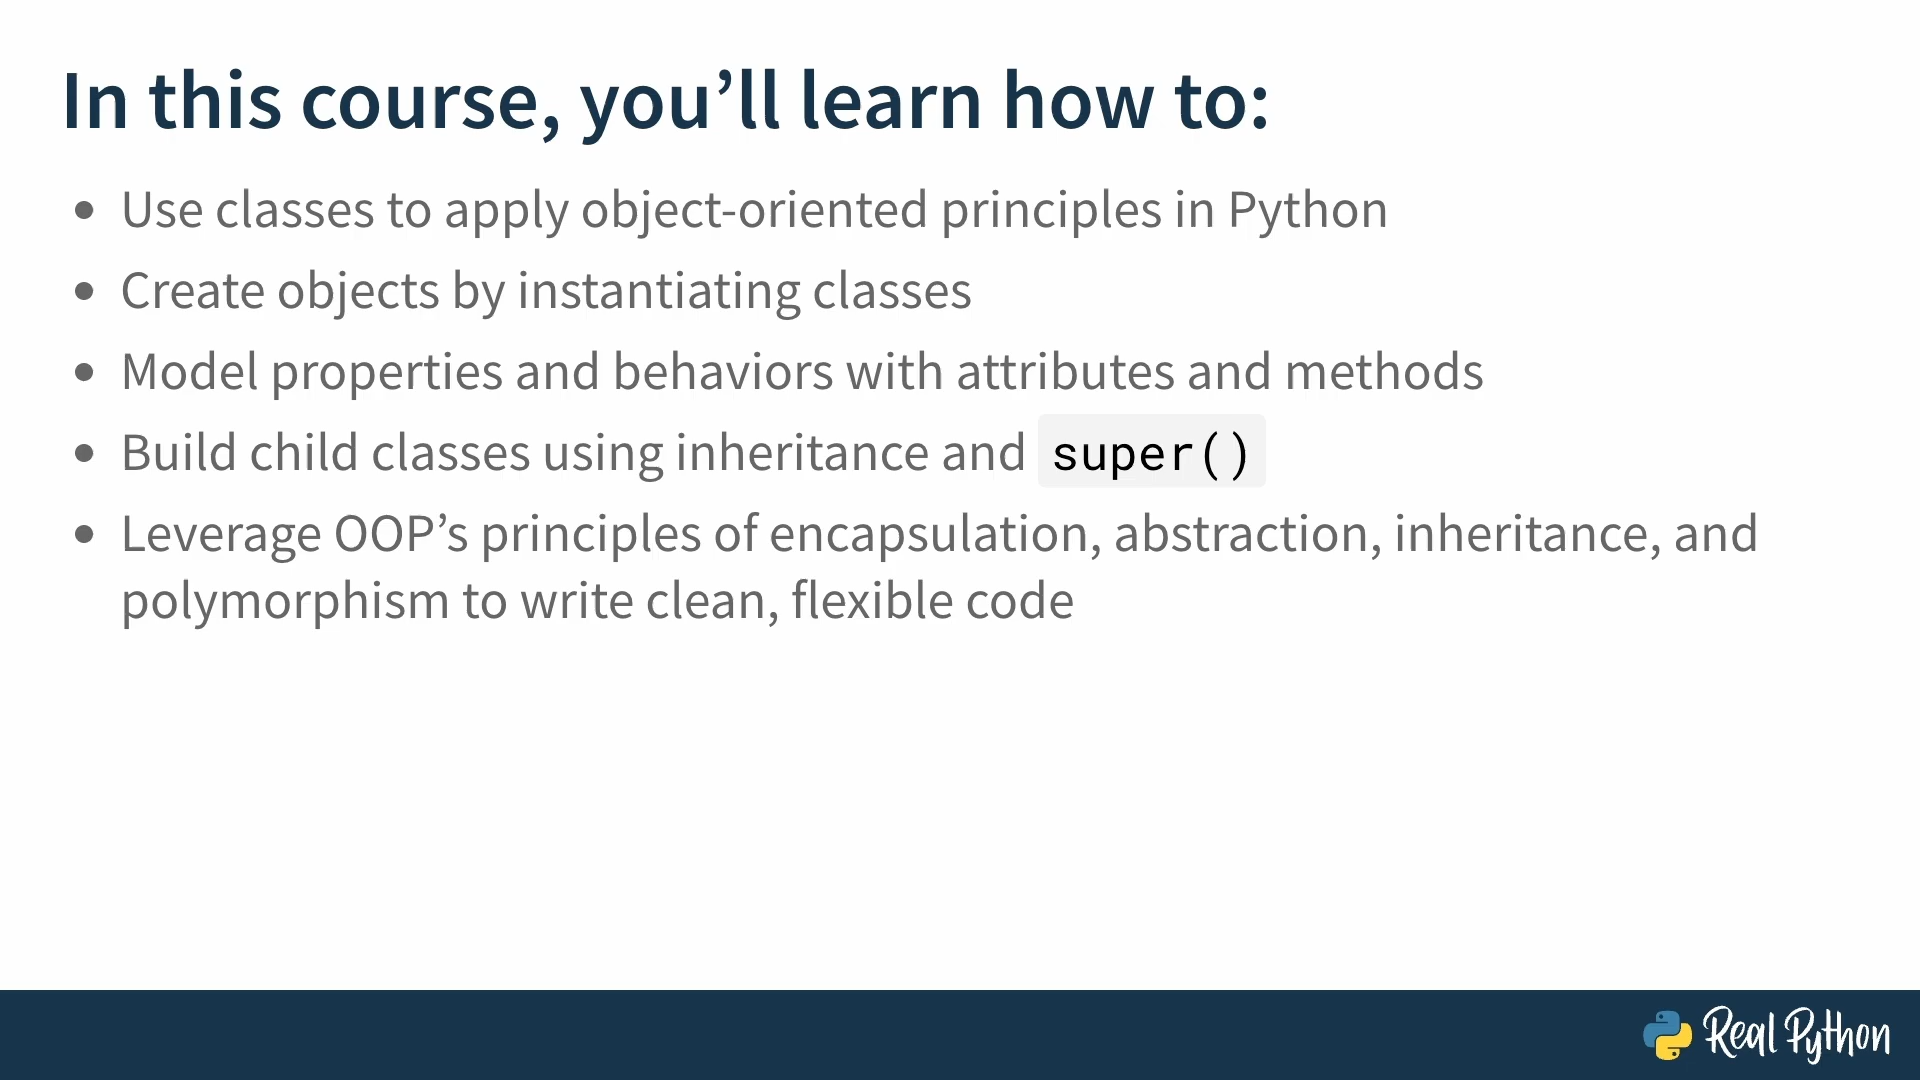 In this course, you’ll learn how to:
• Use classes to apply object-oriented principles in Python
• Create objects by instantiating classes
• Model properties and behaviors with attributes and methods
• Build child classes using inheritance and super()
• Leverage OOP’s principles of encapsulation, abstraction, inheritance, and
polymorphism to write clean, flexible code
Real Python